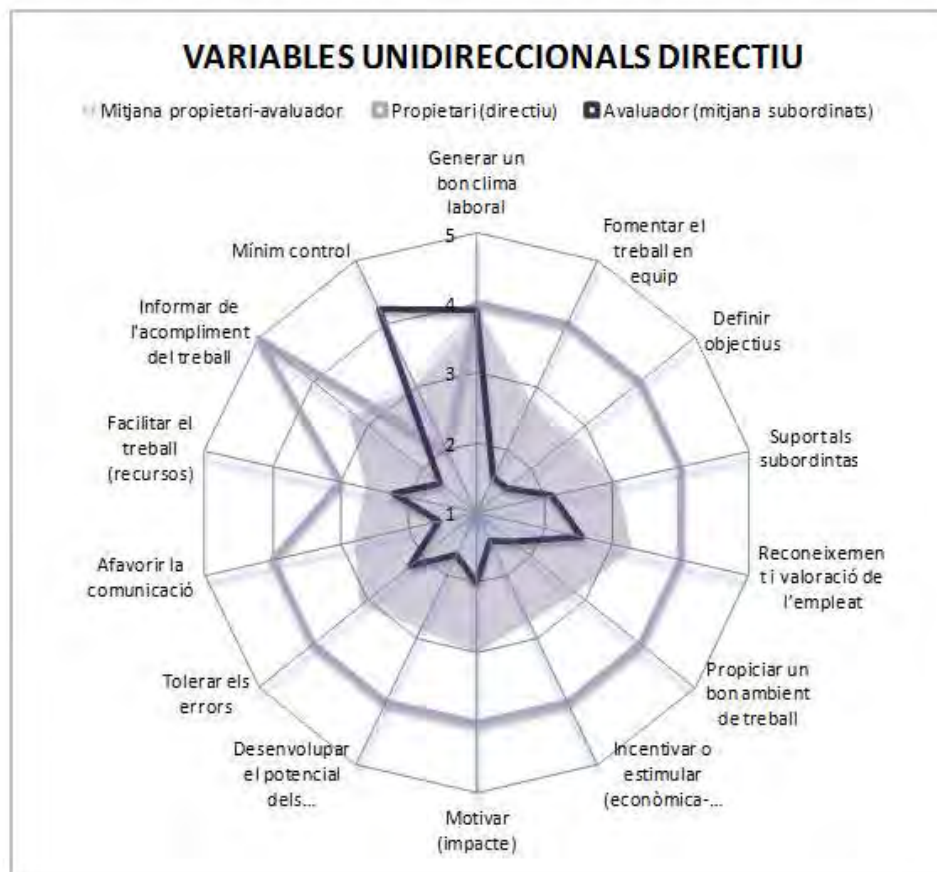 VARIABLES UNIDIRECCIONALS DIRECTIU
Mitjana propietari-avaluador Propietari (directiu) Avaluador (mitjana subordinats)
Generar un
bon clima
laboral
Fomentar el
treball en
equip
Definir
objectius
Suport als
subordintas
Reconeixemen
t i valoració de
l'empleat
Propiciar un
bon ambient
de treball
Incentivar o
estimular
(econòmica-...
Motivar
(impacte)
Desenvolupar
el potencial
dels...
Tolerar els
errors
Afavorir la
comunicació
Facilitar el
treball
(recursos)
Informar de
l'acompliment
del treball
Mínim control
5
4
3
2
1